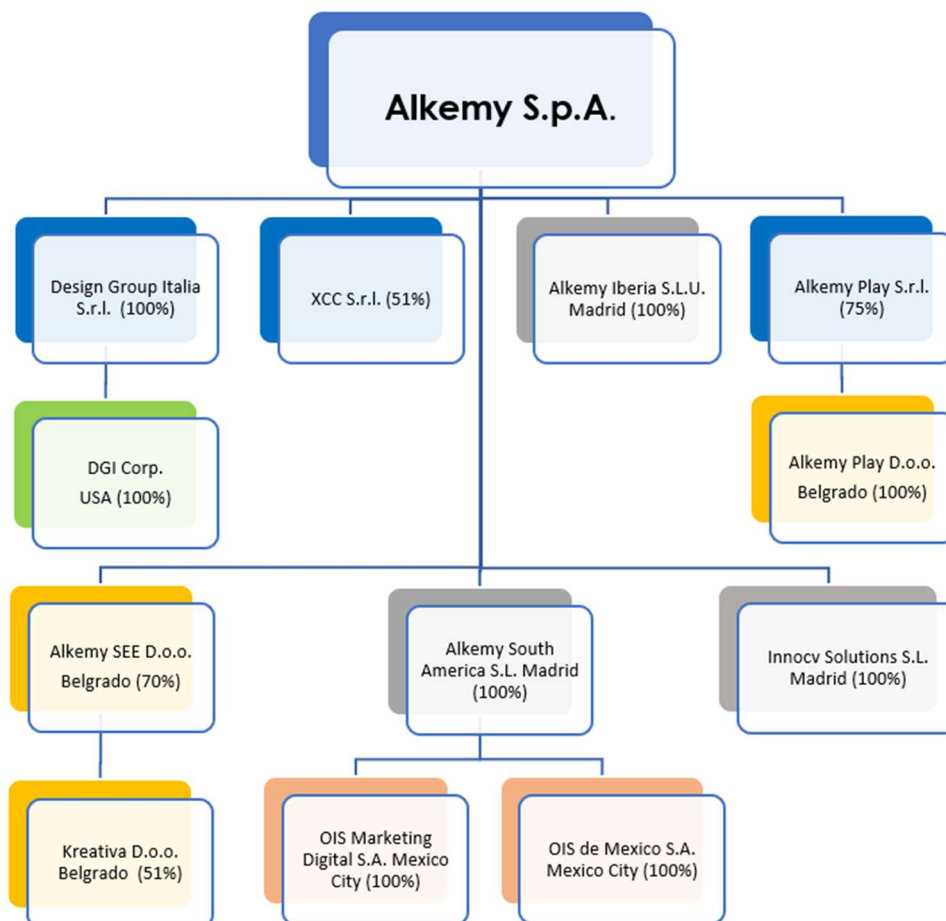 Alkemy S.p.A.
Design Group Italia
S.r.l. (100%)
XCC S.r.l. (51%)
Alkemy Iberia S.L.U.
Madrid (100%)
Alkemy Play S.r.l.
(75%)
DGI Corp.
USA (100%)
Alkemy Play D.o.o.
Belgrado (100%)
Alkemy SEE D.o.o.
Belgrado (70%)
Alkemy South
America S.L. Madrid
(100%)
Innocv Solutions S.L.
Madrid (100%)
Kreativa D.o.o.
Belgrado (51%)
OIS Marketing
Digital S.A. Mexico
City (100%)
OIS de Mexico S.A.
Mexico City (100%)